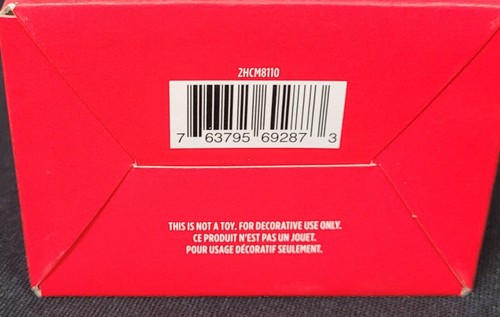 2HCM8110
7 63795 69287 3
THIS IS NOT A TOY. FOR DECORATIVE USE ONLY.
CE PRODUIT N'EST PAS UN JOUET.
POUR USAGE DÉCORATIF SEULEMENT.